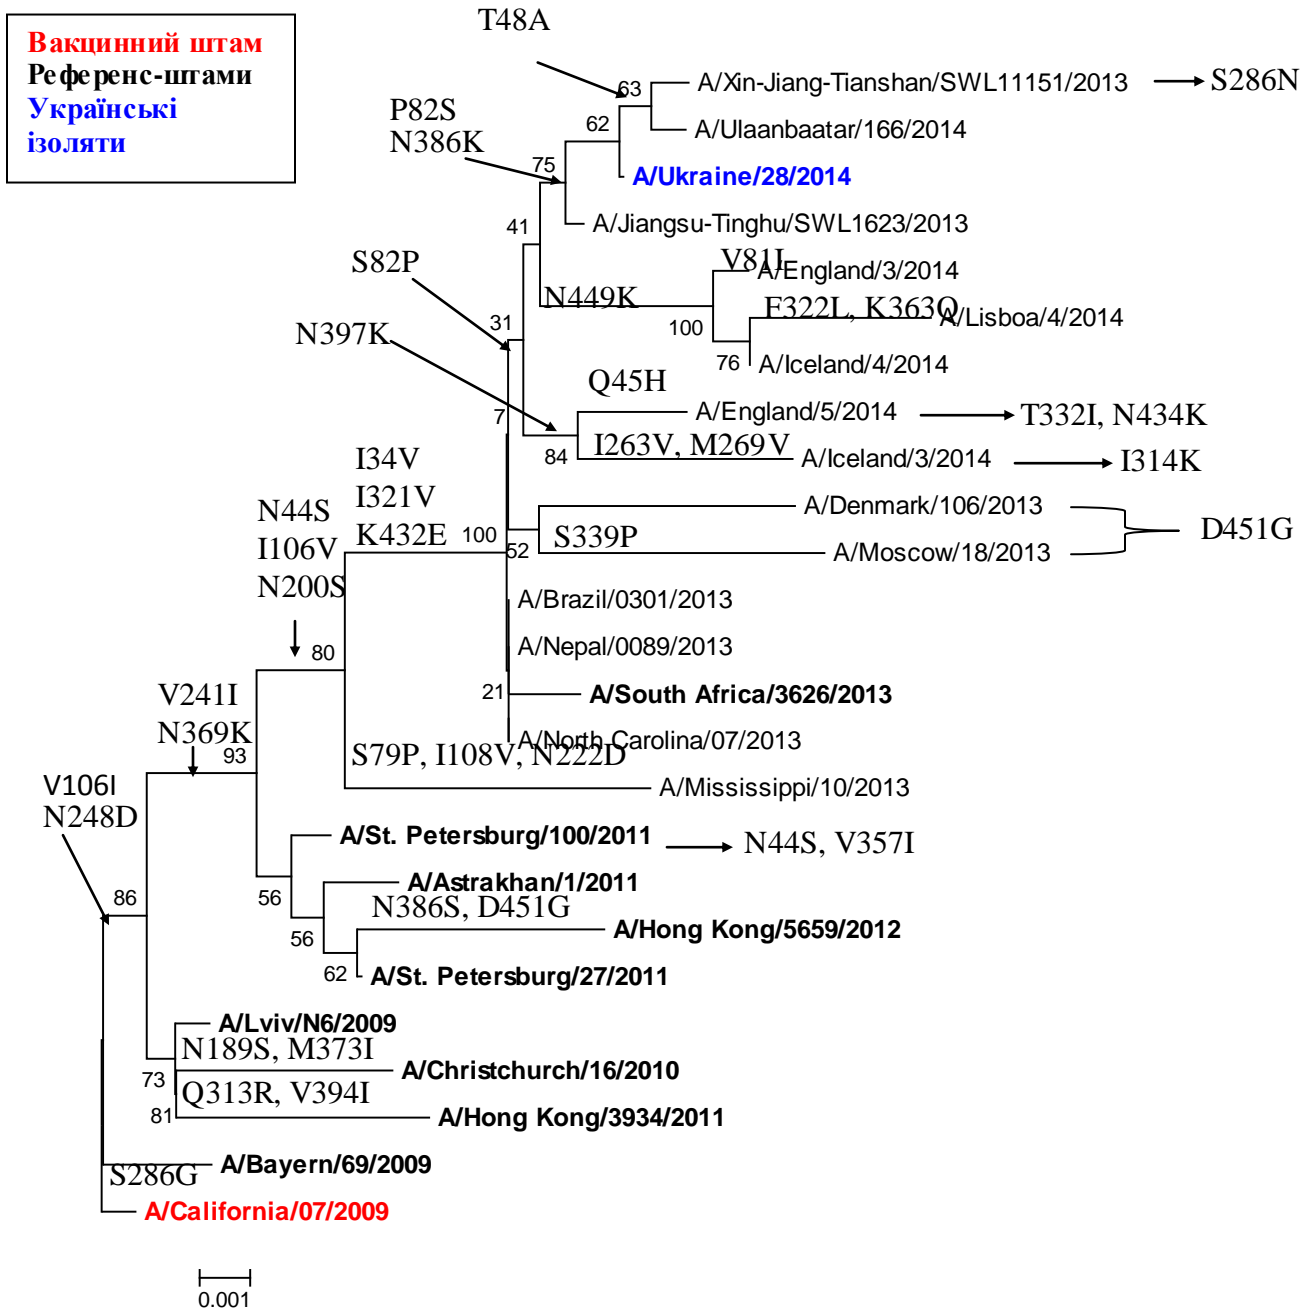 Вакцинний штам
Референс-штами
Українські
ізоляти
T48A
63
A/Xin-Jiang-Tianshan/SWL11151/2013
S286N
P82S
N386K
62
A/Ulaanbaatar/166/2014
75
A/Ukraine/28/2014
41
A/Jiangsu-Tinghu/SWL1623/2013
S82P
V81I
A/England/3/2014
N449K
F322L, K363Q
A/Lisboa/4/2014
31
100
N397K
76
A/Iceland/4/2014
Q45H
7
A/England/5/2014
T332I, N434K
84
I263V, M269V
A/Iceland/3/2014
I314K
I34V
I321V
K432E
N44S
I106V
N200S
100
A/Denmark/106/2013
D451G
52
S339P
A/Moscow/18/2013
A/Brazil/0301/2013
80
A/Nepal/0089/2013
21
A/South Africa/3626/2013
V241I
N369K
93
A/North Carolina/07/2013
S79P, I108V, N222D
A/Mississippi/10/2013
V106I
N248D
A/St. Petersburg/100/2011
N44S, V357I
86
56
A/Astrakhan/1/2011
N386S, D451G
56
A/Hong Kong/5659/2012
62
A/St. Petersburg/27/2011
A/Lviv/N6/2009
N189S, M373I
73
A/Christchurch/16/2010
Q313R, V394I
81
A/Hong Kong/3934/2011
A/Bayern/69/2009
S286G
A/California/07/2009
0.001